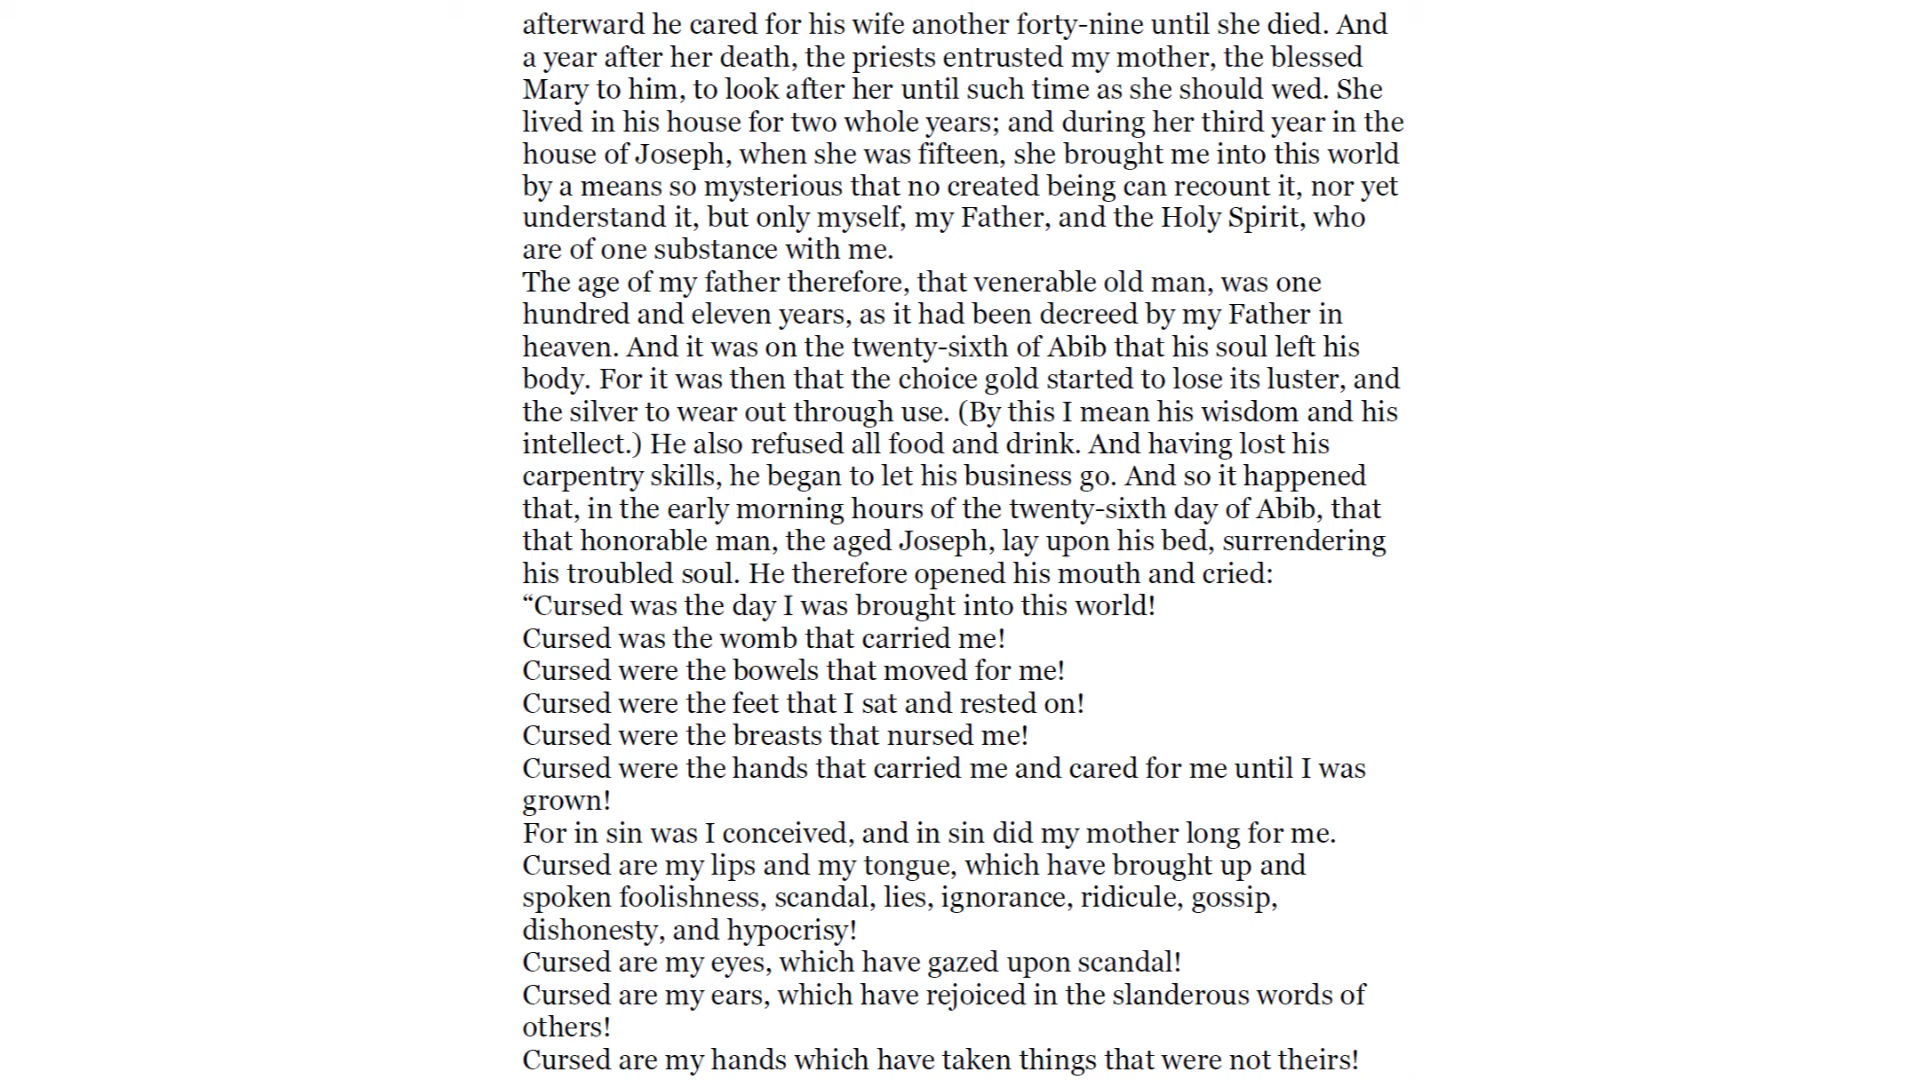 afterward he cared for his wife another forty-nine until she died. And
a year after her death, the priests entrusted my mother, the blessed
Mary to him, to look after her until such time as she should wed. She
lived in his house for two whole years; and during her third year in the
house of Joseph, when she was fifteen, she brought me into this world
by a means so mysterious that no created being can recount it, nor yet
understand it, but only myself, my Father, and the Holy Spirit, who
are of one substance with me.
The age of my father therefore, that venerable old man, was one
hundred and eleven years, as it had been decreed by my Father in
heaven. And it was on the twenty-sixth of Abib that his soul left his
body. For it was then that the choice gold started to lose its luster, and
the silver to wear out through use. (By this I mean his wisdom and his
intellect.) He also refused all food and drink. And having lost his
carpentry skills, he began to let his business go. And so it happened
that, in the early morning hours of the twenty-sixth day of Abib, that
that honorable man, the aged Joseph, lay upon his bed, surrendering
his troubled soul. He therefore opened his mouth and cried:
“Cursed was the day I was brought into this world!
Cursed was the womb that carried me!
Cursed were the bowels that moved for me!
Cursed were the feet that I sat and rested on!
Cursed were the breasts that nursed me!
Cursed were the hands that carried me and cared for me until I was
grown!
For in sin was I conceived, and in sin did my mother long for me.
Cursed are my lips and my tongue, which have brought up and
spoken foolishness, scandal, lies, ignorance, ridicule, gossip,
dishonesty, and hypocrisy!
Cursed are my eyes, which have gazed upon scandal!
Cursed are my ears, which have rejoiced in the slanderous words of
others!
Cursed are my hands which have taken things that were not theirs!